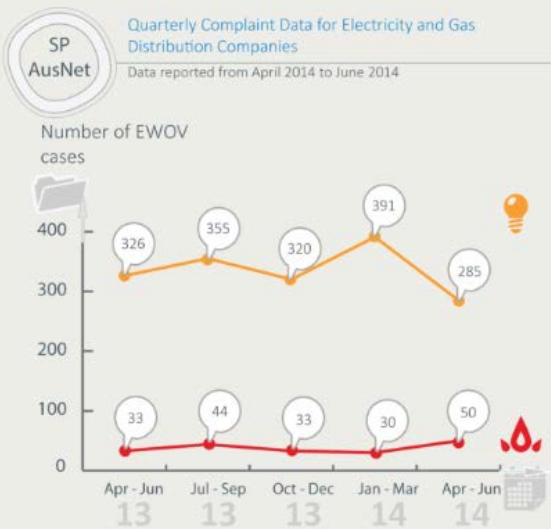 SP
AusNet
Quarterly Complaint Data for Electricity and Gas
Distribution Companies
Data reported from April 2014 to June 2014
Number of EWOV
cases
400
300
200
100
0
326
355
320
391
285
33
44
33
30
50
Apr - Jun
Jul - Sep
Oct - Dec
Jan - Mar
Apr - Jun
13
13
13
14
14